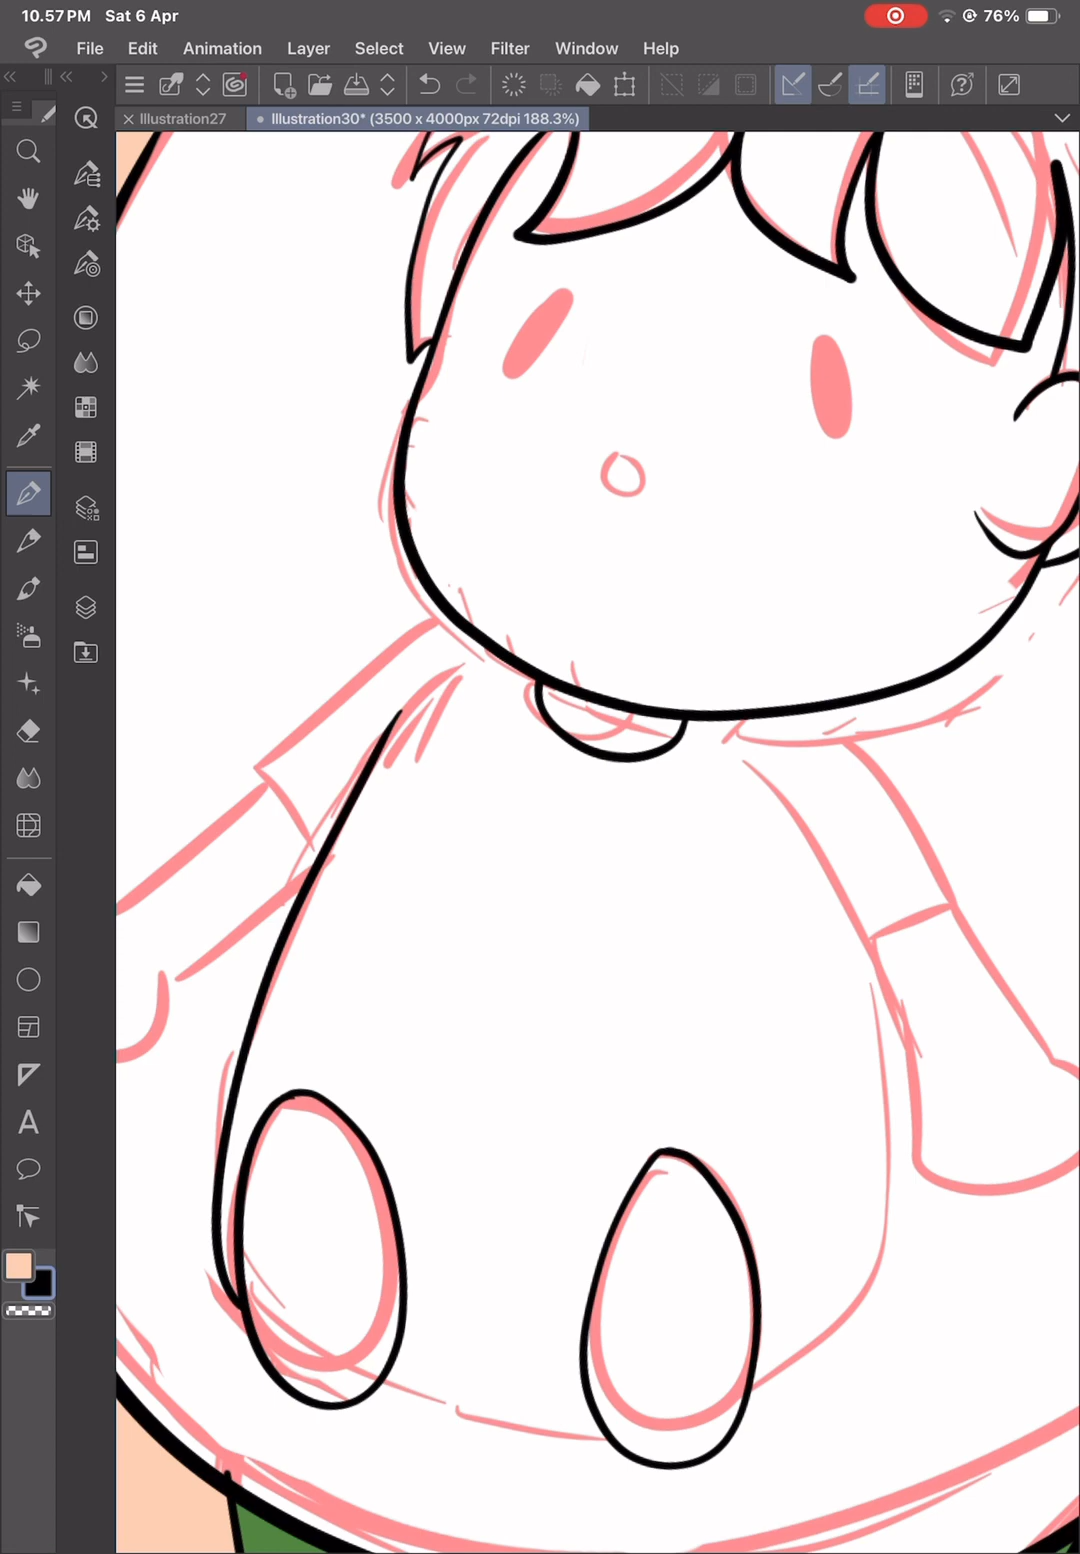 10.57 PM Sat 6 Apr 76%
File Edit Animation Layer Select View Filter Window Help
Illustration27 Illustration30* (3500 x 4000px 72dpi 188.3%)
A